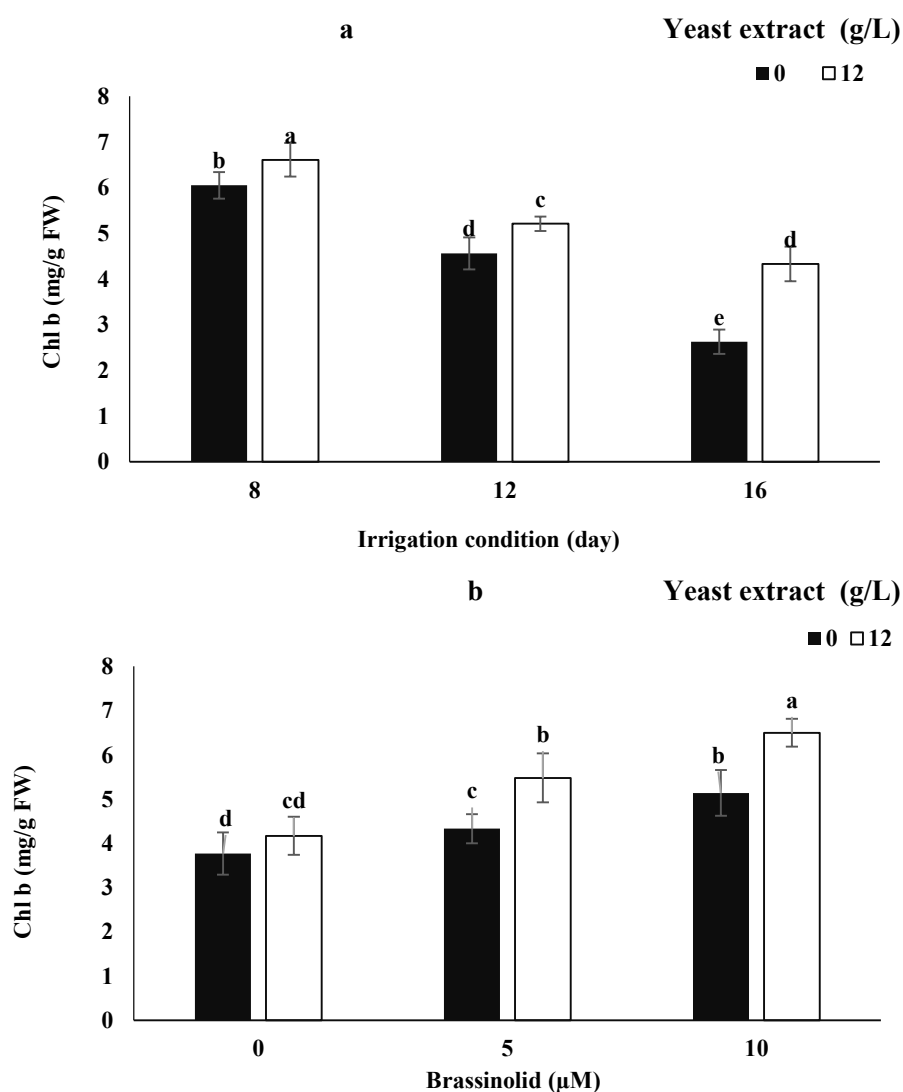 a Yeast extract (g/L)
0 12
8
7
6
5
4
3
2
1
0
Chl b (mg/g FW)
b a
d c
e d
8 12 16
Irrigation condition (day)
b Yeast extract (g/L)
0 12
8
7
6
5
4
3
2
1
0
Chl b (mg/g FW)
d cd
c b
b a
0 5 10
Brassinolid (µM)